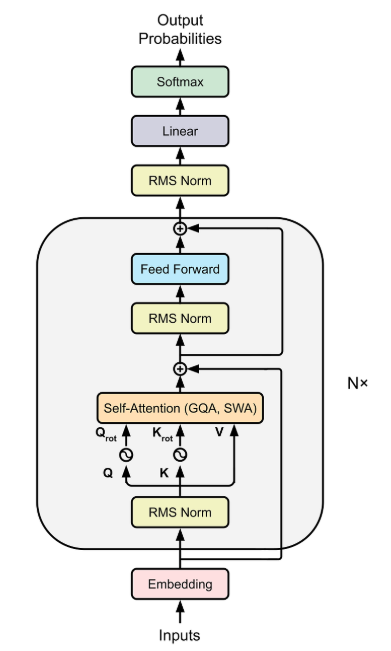 Output
Probabilities
Softmax
Linear
RMS Norm
Feed Forward
RMS Norm
N×
Self-Attention (GQA, SWA)
Qrot Krot V
Q K
RMS Norm
Embedding
Inputs